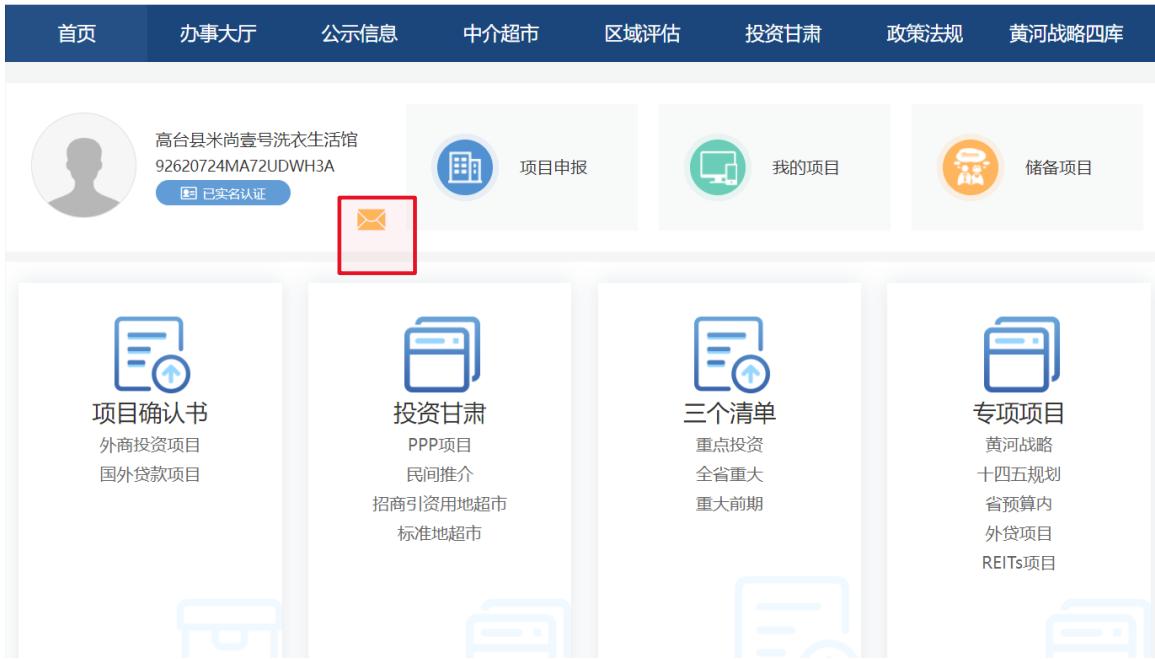 首页 办事大厅 公示信息 中介超市 区域评估 投资甘肃 政策法规 黄河战略四库
高台县米尚壹号洗衣生活馆
92620724MA72UDWH3A
已实名认证
项目申报
我的项目
储备项目
项目确认书
外商投资项目
国外贷款项目
投资甘肃
PPP项目
民间推介
招商引资用地超市
标准地超市
三个清单
重点投资
全省重大
重大前期
专项项目
黄河战略
十四五规划
省预算内
外贷项目
REITs项目